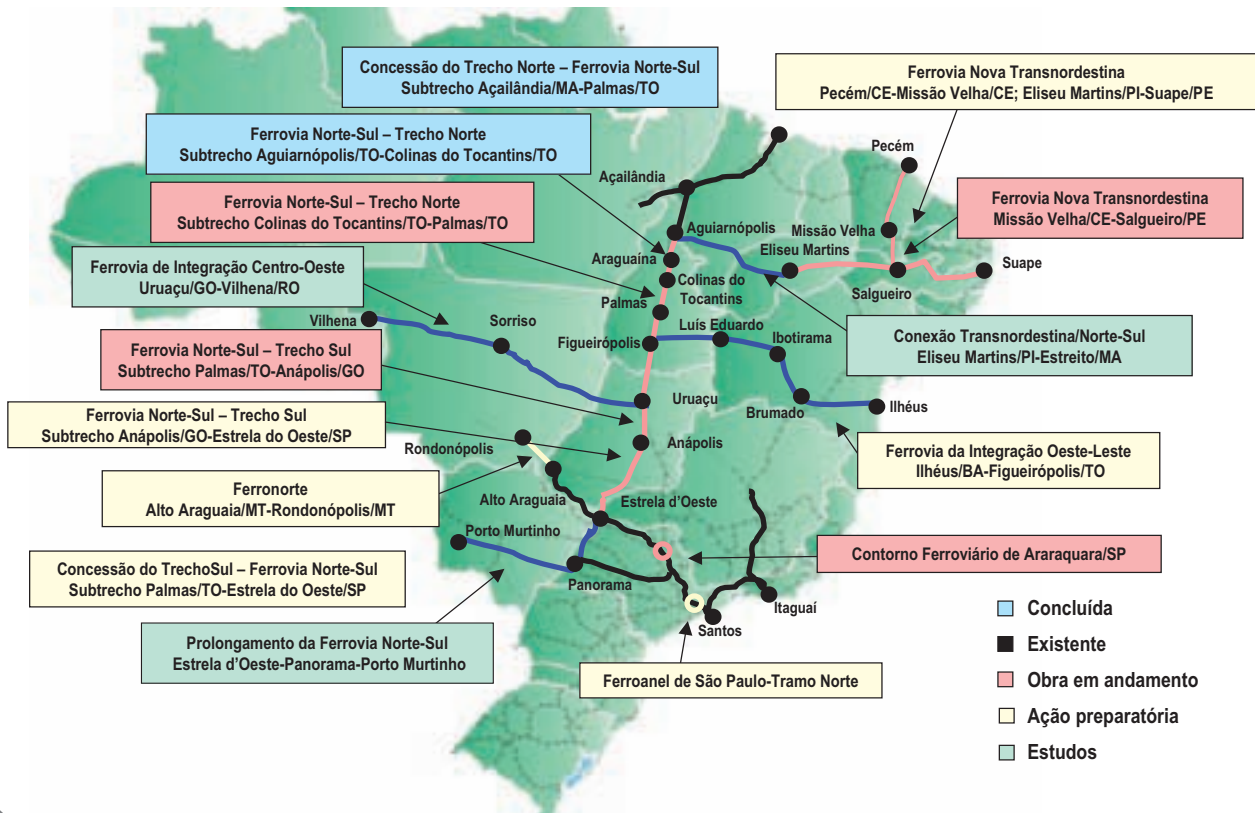 Concessão do Trecho Norte – Ferrovia Norte-Sul
Subtrecho Açailândia/MA-Palmas/TO
Ferrovia Nova Transnordestina
Pecém/CE-Missão Velha/CE; Eliseu Martins/PI-Suape/PE
Ferrovia Norte-Sul – Trecho Norte
Subtrecho Aguiarnópolis/TO-Colinas do Tocantins/TO
Pecém
Açailândia
Ferrovia Norte-Sul – Trecho Norte
Subtrecho Colinas do Tocantins/TO-Palmas/TO
Ferrovia Nova Transnordestina
Missão Velha/CE-Salgueiro/PE
Aguiarnópolis
Missão Velha
Eliseu Martins
Araguaína
Suape
Ferrovia de Integração Centro-Oeste
Uruaçu/GO-Vilhena/RO
Colinas do
Tocantins
Salgueiro
Palmas
Vilhena
Sorriso
Luís Eduardo
Ibotirama
Figueirópolis
Conexão Transnordestina/Norte-Sul
Eliseu Martins/PI-Estreito/MA
Ferrovia Norte-Sul – Trecho Sul
Subtrecho Palmas/TO-Anápolis/GO
Uruaçu
Brumado
Ilhéus
Ferrovia Norte-Sul – Trecho Sul
Subtrecho Anápolis/GO-Estrela do Oeste/SP
Anápolis
Rondonópolis
Ferrovia da Integração Oeste-Leste
Ilhéus/BA-Figueirópolis/TO
Ferronorte
Alto Araguaia/MT-Rondonópolis/MT
Alto Araguaia
Estrela d’Oeste
Porto Murtinho
Contorno Ferroviário de Araraquara/SP
Concessão do TrechoSul – Ferrovia Norte-Sul
Subtrecho Palmas/TO-Estrela do Oeste/SP
Panorama
Itaguaí
Santos
Prolongamento da Ferrovia Norte-Sul
Estrela d’Oeste-Panorama-Porto Murtinho
Ferroanel de São Paulo-Tramo Norte
Concluída
Existente
Obra em andamento
Ação preparatória
Estudos